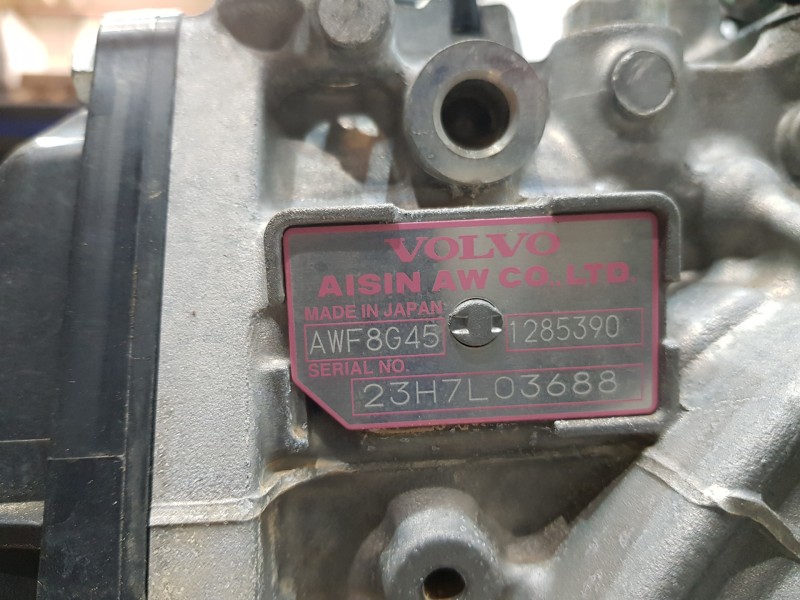 VOLVO
AISIN AW CO., LTD.
MADE IN JAPAN
AWF8G45 1285390
SERIAL NO.
23H7L03688